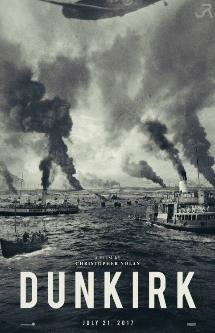 A FILM BY
CHRISTOPHER NOLAN
DUNKIRK
JULY 21, 2017